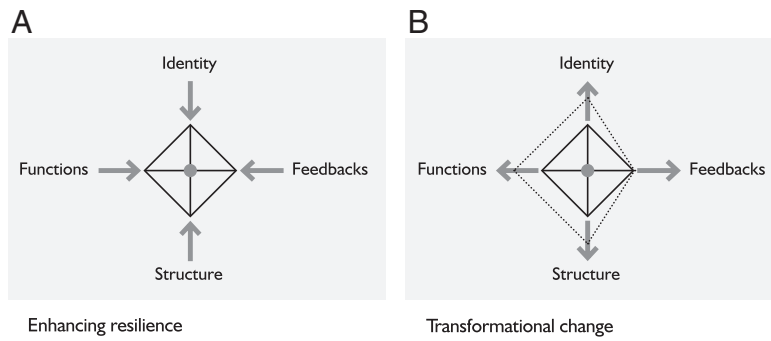 A
Identity
Functions
Feedbacks
Structure
Enhancing resilience
B
Identity
Functions
Feedbacks
Structure
Transformational change